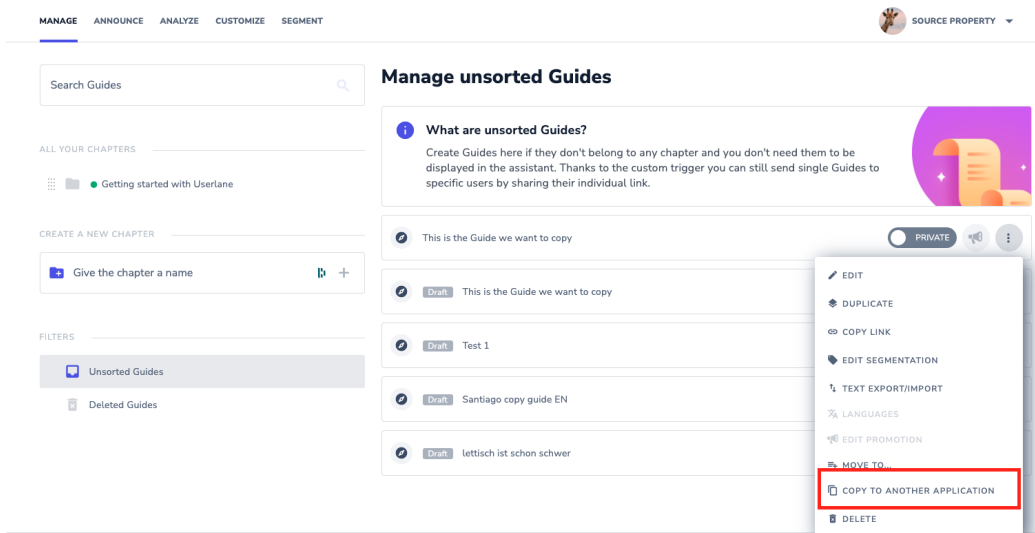 MANAGE ANNOUNCE ANALYZE CUSTOMIZE SEGMENT
SOURCE PROPERTY
Search Guides
ALL YOUR CHAPTERS
Getting started with Userlane
CREATE A NEW CHAPTER
Give the chapter a name
FILTERS
Unsorted Guides
Deleted Guides
Manage unsorted Guides
What are unsorted Guides?
Create Guides here if they don't belong to any chapter and you don't need them to be
displayed in the assistant. Thanks to the custom trigger you can still send single Guides to
specific users by sharing their individual link.
This is the Guide we want to copy
PRIVATE
Draft This is the Guide we want to copy
Draft Test 1
Draft Santiago copy guide EN
Draft lettisch ist schon schwer
EDIT
DUPLICATE
COPY LINK
EDIT SEGMENTATION
TEXT EXPORT/IMPORT
LANGUAGES
EDIT PROMOTION
MOVE TO...
COPY TO ANOTHER APPLICATION
DELETE